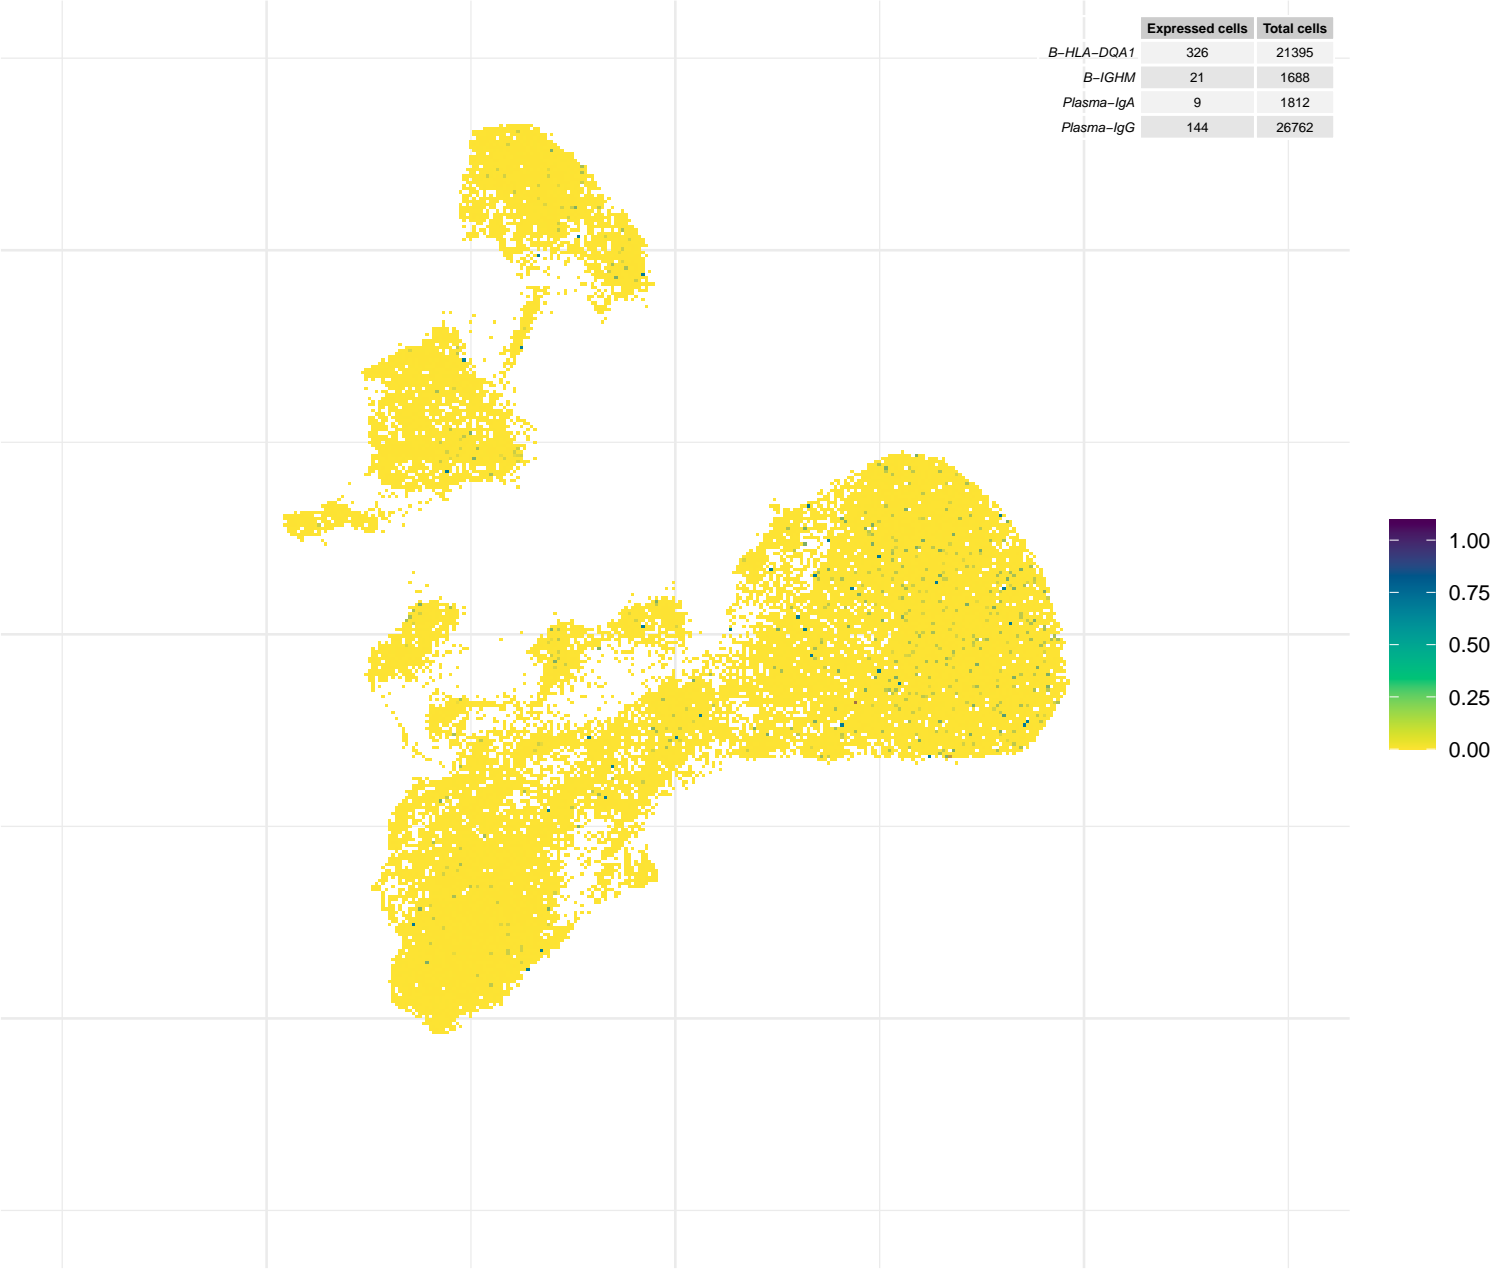 Expressed cells Total cells
B−HLA−DQA1 326 21395
B−IGHM 21 1688
Plasma−IgA 9 1812
Plasma−IgG 144 26762
1.00
0.75
0.50
0.25
0.00